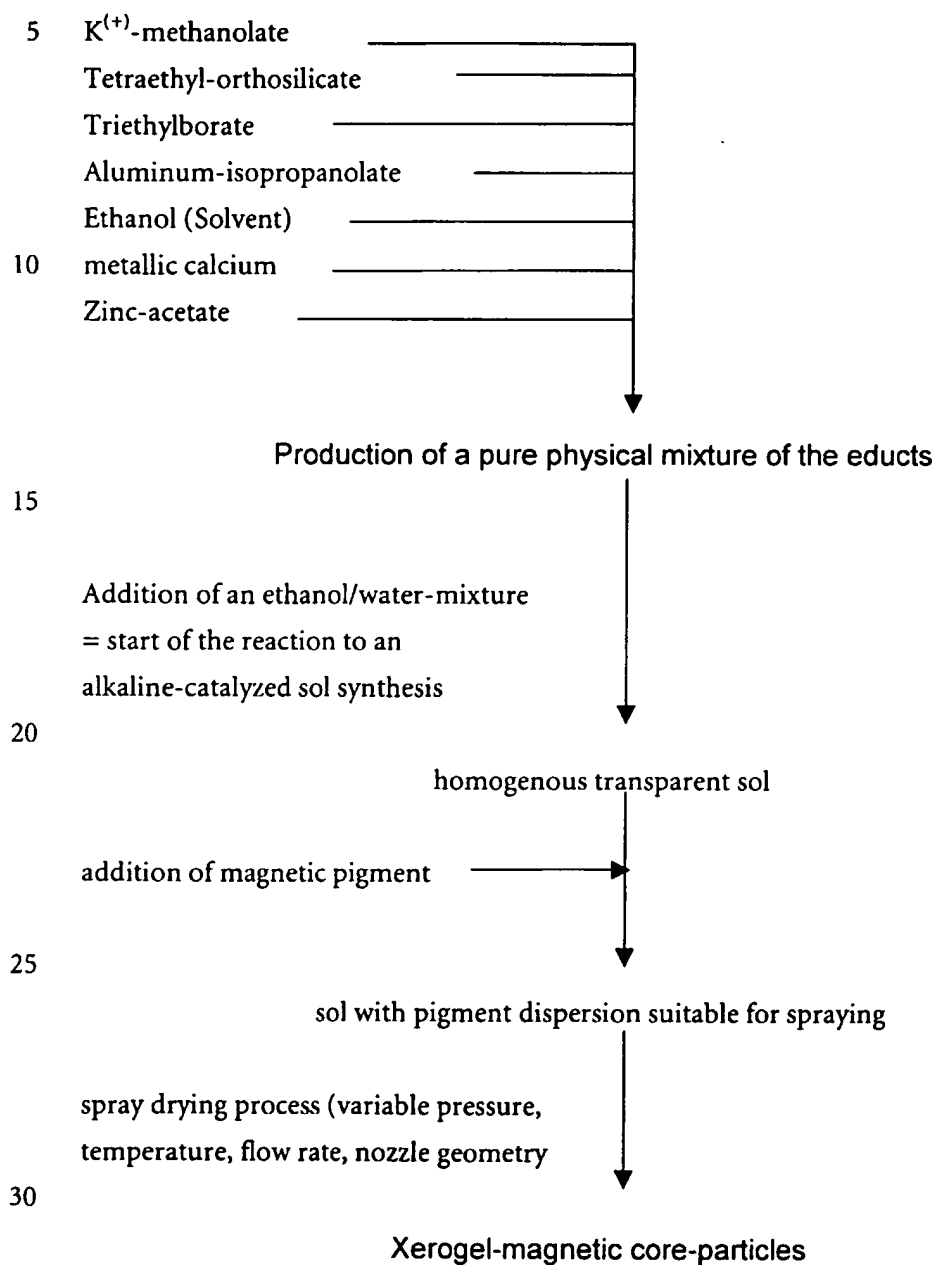 5 K(+)-methanolate
Tetraethyl-orthosilicate
Triethylborate
Aluminum-isopropanolate
Ethanol (Solvent)
10 metallic calcium
Zinc-acetate
Production of a pure physical mixture of the educts
15
Addition of an ethanol/water-mixture
= start of the reaction to an
alkaline-catalyzed sol synthesis
20
homogenous transparent sol
addition of magnetic pigment
25
sol with pigment dispersion suitable for spraying
spray drying process (variable pressure,
temperature, flow rate, nozzle geometry
30
Xerogel-magnetic core-particles